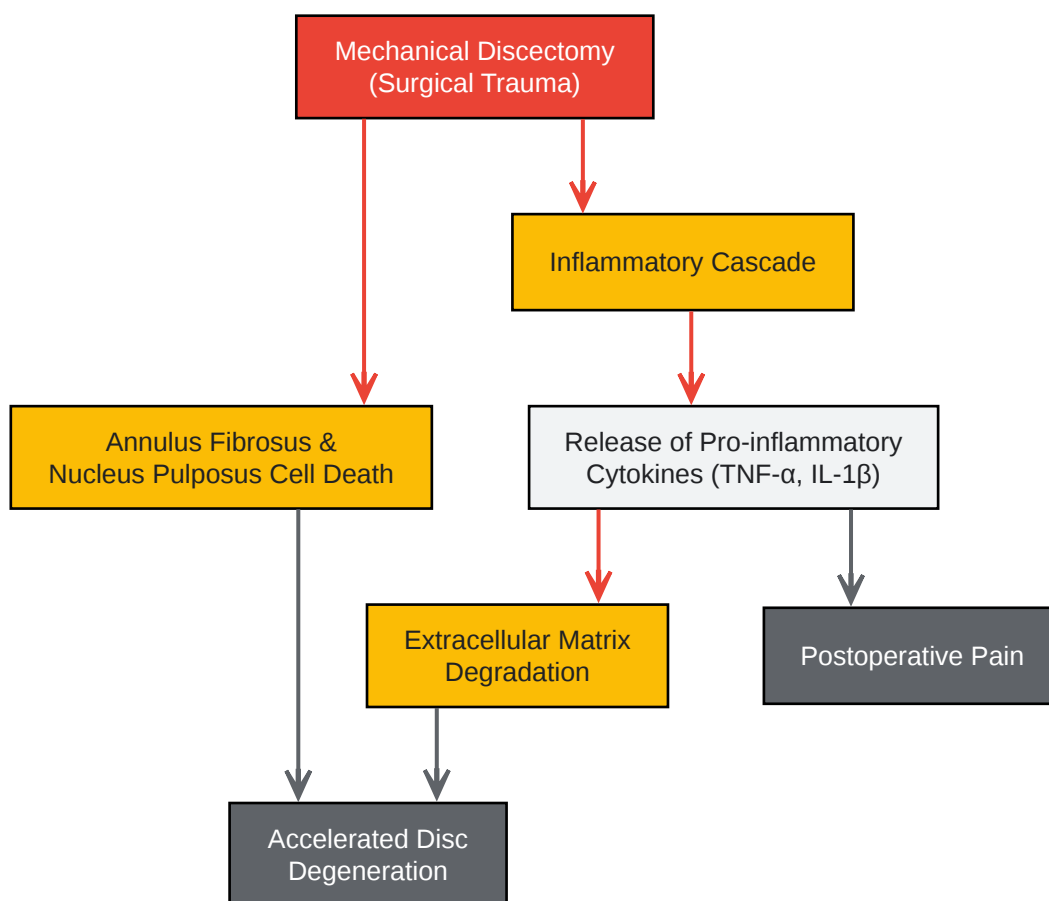 Mechanical Discectomy
(Surgical Trauma)
Inflammatory Cascade
Annulus Fibrosus &
Nucleus Pulposus Cell Death
Release of Pro-inflammatory
Cytokines (TNF-α, IL-1β)
Extracellular Matrix
Degradation
Postoperative Pain
Accelerated Disc
Degeneration